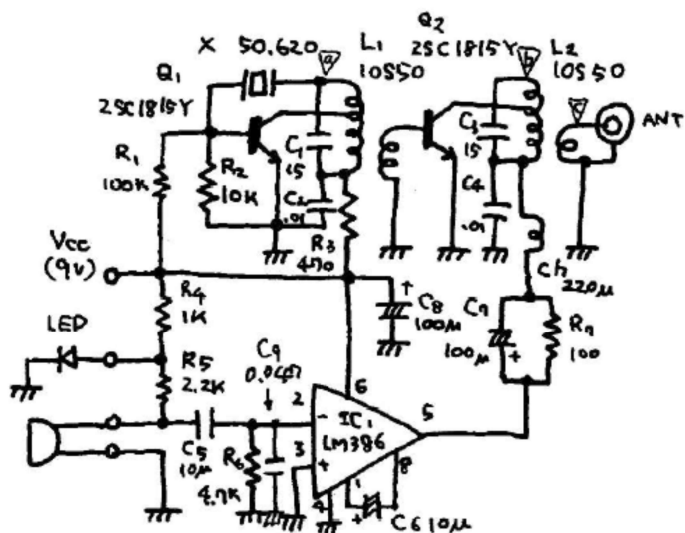 X 50.620
a
L₁
10S50
Q₁
2SC1815Y
Q₂
2SC1815Y
b
L₂
10S50
c
ANT
R₁
100K
R₂
10K
C₁
15
C₂
.01
R₃
470
C₃
15
C₄
.01
Ch
220μ
Vcc
(9V)
R₄
1K
LED
R₅
2.2K
C₈
100μ
+
C₇
100μ
+
R₇
100
C₉
C₅
10μ
R₆
4.7K
2
-
3
+
IC₁
LM386
6
5
4
1
8
+
C6 10μ